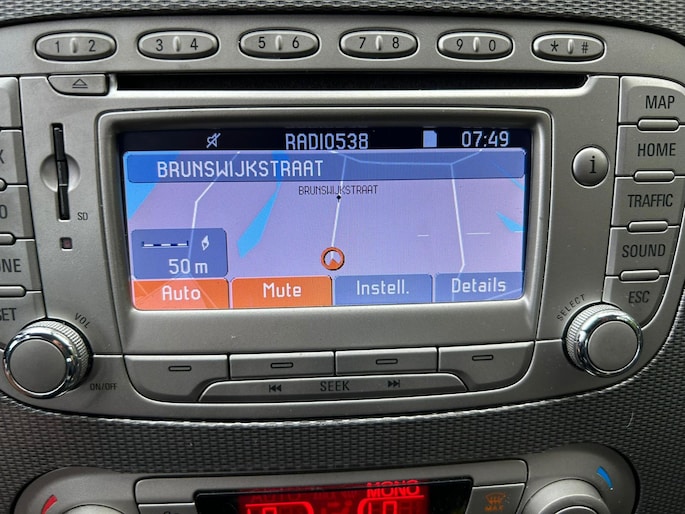 1 2 3 4 5 6 7 8 9 0 * #
MAP
HOME
TRAFFIC
SOUND
ESC
i
RADIO538 07:49
BRUNSWIJKSTRAAT
BRUNSWIJKSTRAAT
50 m
Auto Mute Instell. Details
SD
VOL
ON/OFF
SELECT
SEEK
MONO
MAX